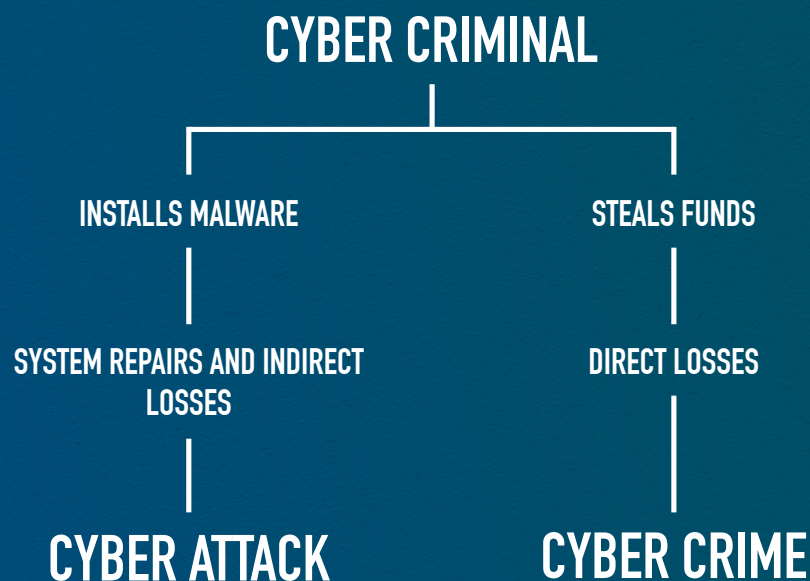 CYBER CRIMINAL
INSTALLS MALWARE
STEALS FUNDS
SYSTEM REPAIRS AND INDIRECT
LOSSES
DIRECT LOSSES
CYBER ATTACK
CYBER CRIME